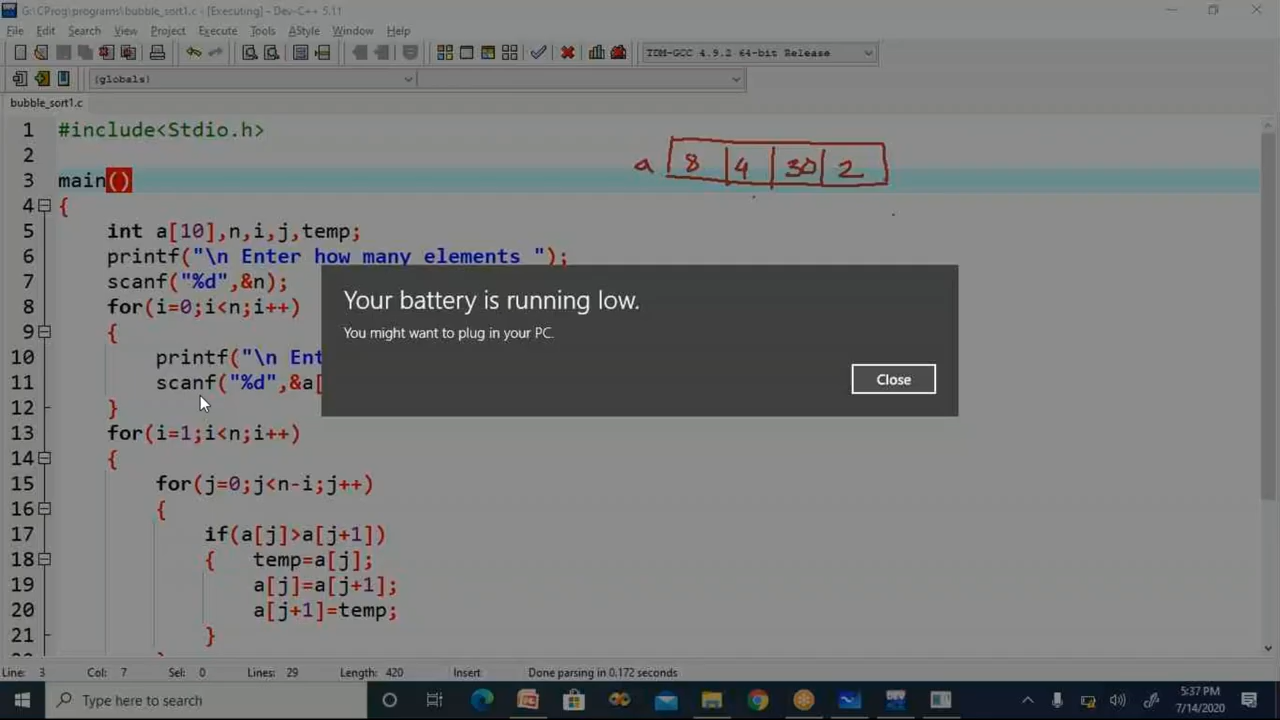 G:\CProg\programs\bubble_sort1.c - [Executing] - Dev-C++ 5.11
File Edit Search View Project Execute Tools AStyle Window Help
TDM-GCC 4.9.2 64-bit Release
(globals)
bubble_sort1.c
1 #include<Stdio.h>
2
a 8 4 30 2
3 main()
4 {
5 int a[10],n,i,j,temp;
6 printf("\n Enter how many elements ");
7 scanf("%d",&n);
8 for(i=0;i<n;i++)
9 {
10 printf("\n Ent
11 scanf("%d",&a[
12 }
13 for(i=1;i<n;i++)
14 {
15 for(j=0;j<n-i;j++)
16 {
17 if(a[j]>a[j+1])
18 { temp=a[j];
19 a[j]=a[j+1];
20 a[j+1]=temp;
21 }
Your battery is running low.
You might want to plug in your PC.
Close
Line: 3 Col: 7 Sel: 0 Lines: 29 Length: 420 Insert Done parsing in 0.172 seconds
Type here to search
5:37 PM
7/14/2020